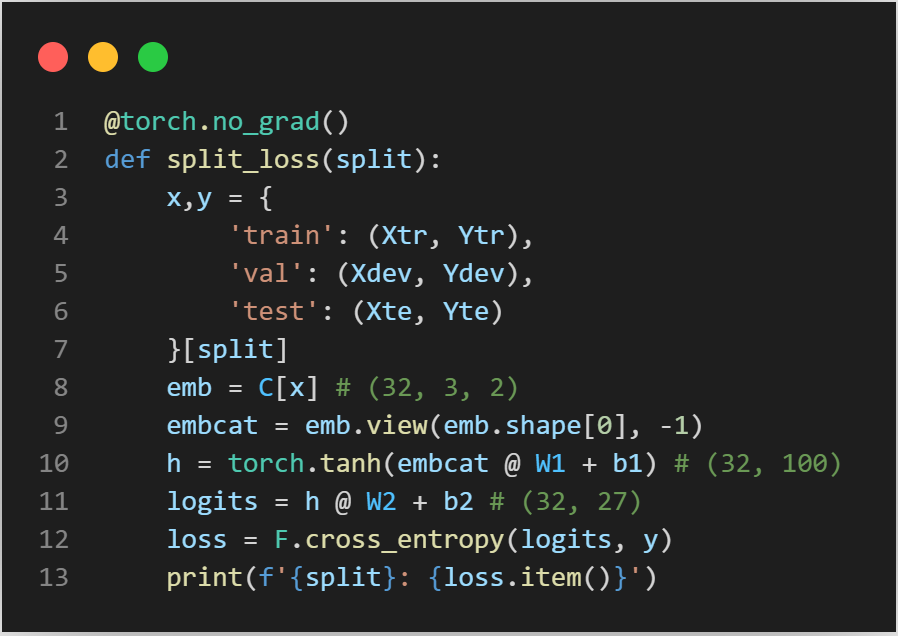 1 @torch.no_grad()
2 def split_loss(split):
3     x,y = {
4         'train': (Xtr, Ytr),
5         'val': (Xdev, Ydev),
6         'test': (Xte, Yte)
7     }[split]
8     emb = C[x] # (32, 3, 2)
9     embcat = emb.view(emb.shape[0], -1)
10     h = torch.tanh(embcat @ W1 + b1) # (32, 100)
11     logits = h @ W2 + b2 # (32, 27)
12     loss = F.cross_entropy(logits, y)
13     print(f'{split}: {loss.item()}')